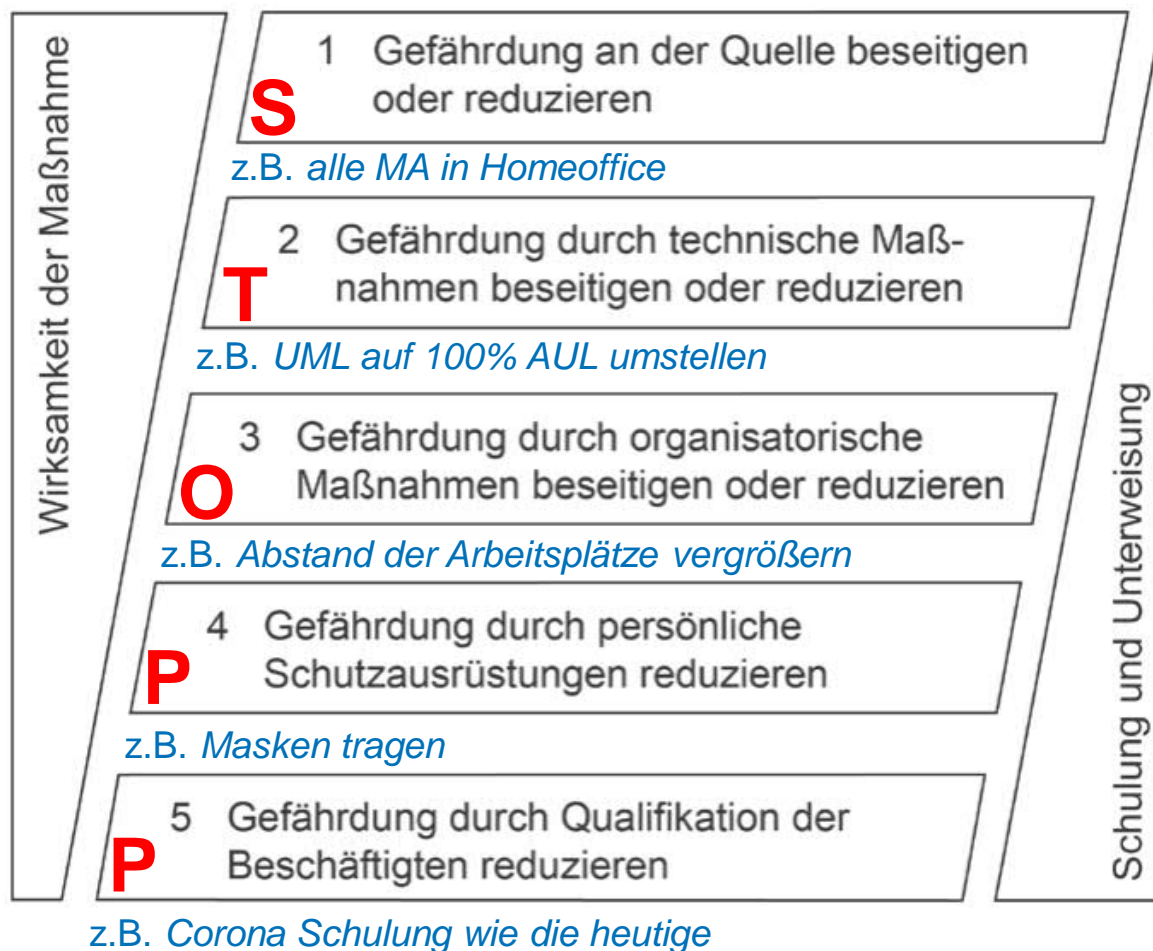 Wirksamkeit der Maßnahme
1 Gefährdung an der Quelle beseitigen
oder reduzieren
S
z.B. alle MA in Homeoffice
2 Gefährdung durch technische Maß-
nahmen beseitigen oder reduzieren
T
z.B. UML auf 100% AUL umstellen
3 Gefährdung durch organisatorische
Maßnahmen beseitigen oder reduzieren
O
z.B. Abstand der Arbeitsplätze vergrößern
4 Gefährdung durch persönliche
Schutzausrüstungen reduzieren
P
z.B. Masken tragen
5 Gefährdung durch Qualifikation der
Beschäftigten reduzieren
P
z.B. Corona Schulung wie die heutige
Schulung und Unterweisung